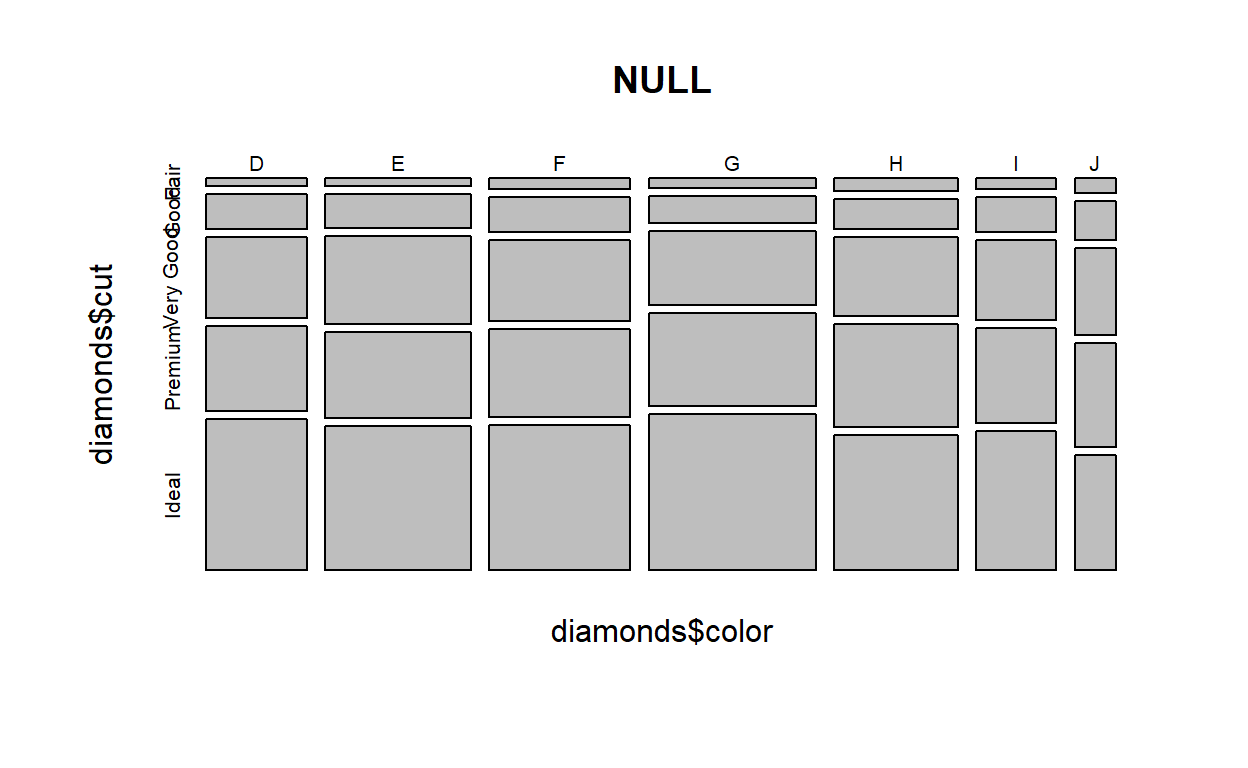 NULL
D E F G H I J
Fair
Good
Very Good
Premium
Ideal
diamonds$cut
diamonds$color